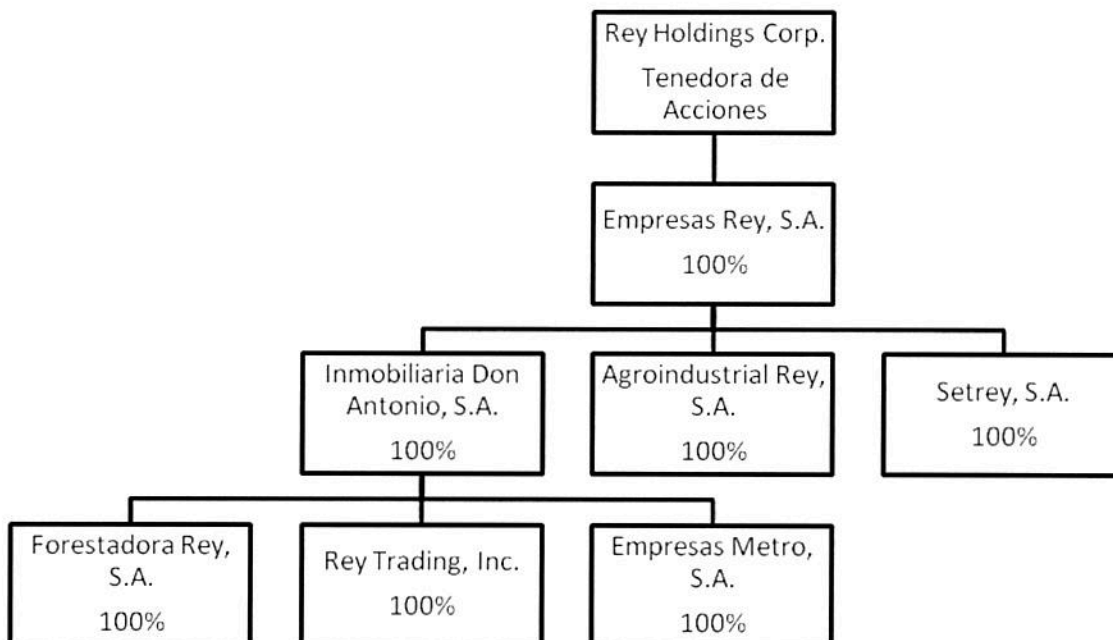 Rey Holdings Corp.
Tenedora de
Acciones
Empresas Rey, S.A.
100%
Inmobiliaria Don
Antonio, S.A.
100%
Agroindustrial Rey,
S.A.
100%
Setrey, S.A.
100%
Forestadora Rey,
S.A.
100%
Rey Trading, Inc.
100%
Empresas Metro,
S.A.
100%